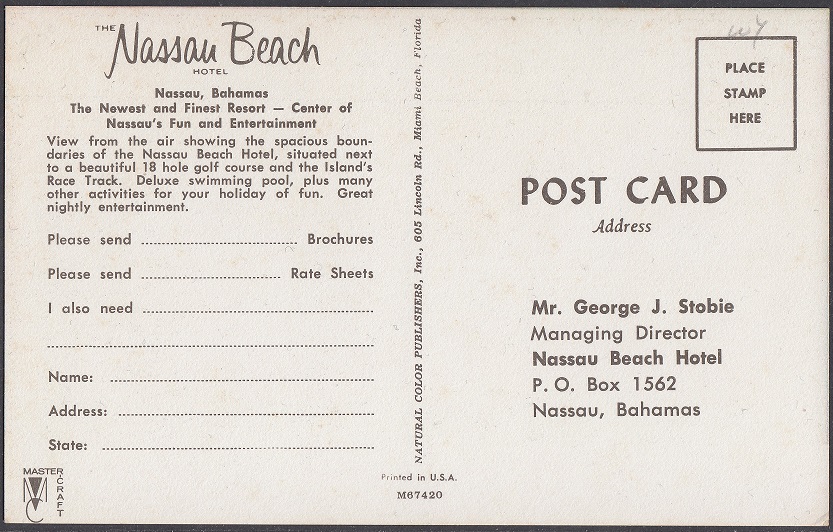 THE
Nassau Beach
HOTEL
Nassau, Bahamas
The Newest and Finest Resort — Center of
Nassau's Fun and Entertainment
View from the air showing the spacious boun-
daries of the Nassau Beach Hotel, situated next
to a beautiful 18 hole golf course and the Island's
Race Track. Deluxe swimming pool, plus many
other activities for your holiday of fun. Great
nightly entertainment.
Please send ................................ Brochures
Please send ............................ Rate Sheets
I also need ................................................
Name: ................................................
Address: ................................................
State: ................................................
MASTER
CRAFT
NATURAL COLOR PUBLISHERS, Inc., 605 Lincoln Rd., Miami Beach, Florida
Printed in U.S.A.
M67420
PLACE
STAMP
HERE
POST CARD
Address
Mr. George J. Stobie
Managing Director
Nassau Beach Hotel
P. O. Box 1562
Nassau, Bahamas